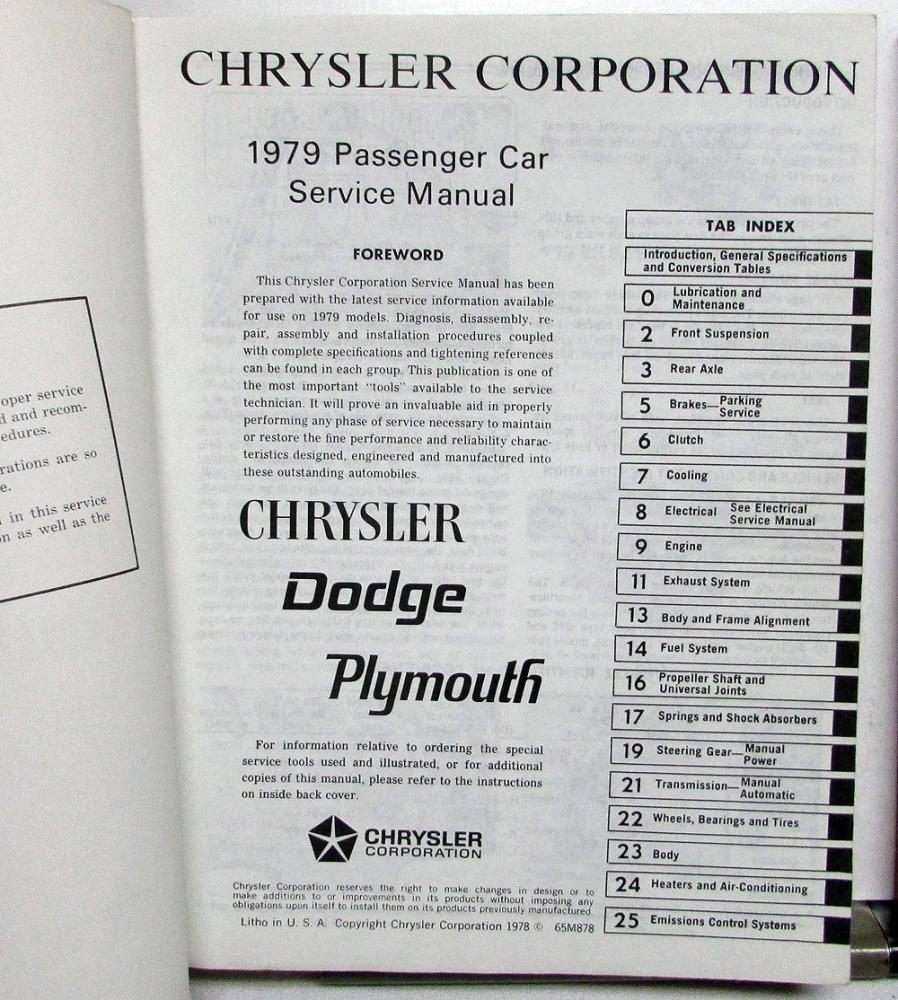 oper service
d and recom-
edures.
rations are so
e.
in this service
n as well as the
CHRYSLER CORPORATION
1979 Passenger Car
Service Manual
FOREWORD
This Chrysler Corporation Service Manual has been
prepared with the latest service information available
for use on 1979 models. Diagnosis, disassembly, re-
pair, assembly and installation procedures coupled
with complete specifications and tightening references
can be found in each group. This publication is one of
the most important “tools” available to the service
technician. It will prove an invaluable aid in properly
performing any phase of service necessary to maintain
or restore the fine performance and reliability charac-
teristics designed, engineered and manufactured into
these outstanding automobiles.
CHRYSLER
Dodge
Plymouth
For information relative to ordering the special
service tools used and illustrated, or for additional
copies of this manual, please refer to the instructions
on inside back cover.
CHRYSLER
CORPORATION
Chrysler Corporation reserves the right to make changes in design or to
make additions to or improvements in its products without imposing any
obligations upon itself to install them on its products previously manufactured.
Litho in U. S. A. Copyright Chrysler Corporation 1978 © 65M878
TAB INDEX
Introduction, General Specifications
and Conversion Tables
0 Lubrication and
Maintenance
2 Front Suspension
3 Rear Axle
5 Brakes—Parking
Service
6 Clutch
7 Cooling
8 Electrical See Electrical
Service Manual
9 Engine
11 Exhaust System
13 Body and Frame Alignment
14 Fuel System
16 Propeller Shaft and
Universal Joints
17 Springs and Shock Absorbers
19 Steering Gear—Manual
Power
21 Transmission—Manual
Automatic
22 Wheels, Bearings and Tires
23 Body
24 Heaters and Air-Conditioning
25 Emissions Control Systems